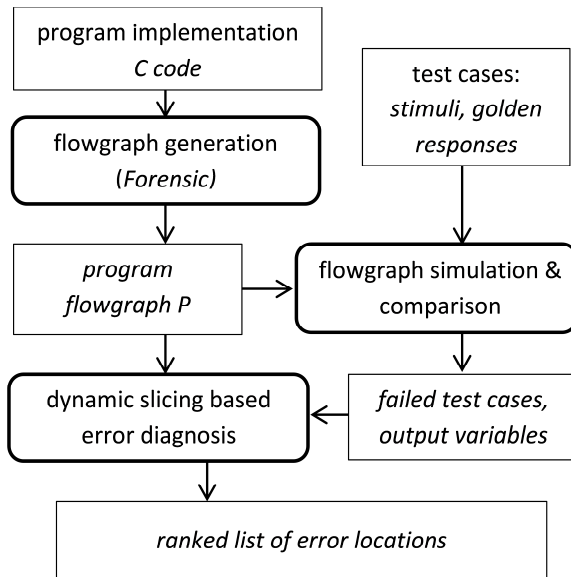 program implementation
C code
test cases:
stimuli, golden
responses
flowgraph generation
(Forensic)
program
flowgraph P
flowgraph simulation &
comparison
dynamic slicing based
error diagnosis
failed test cases,
output variables
ranked list of error locations